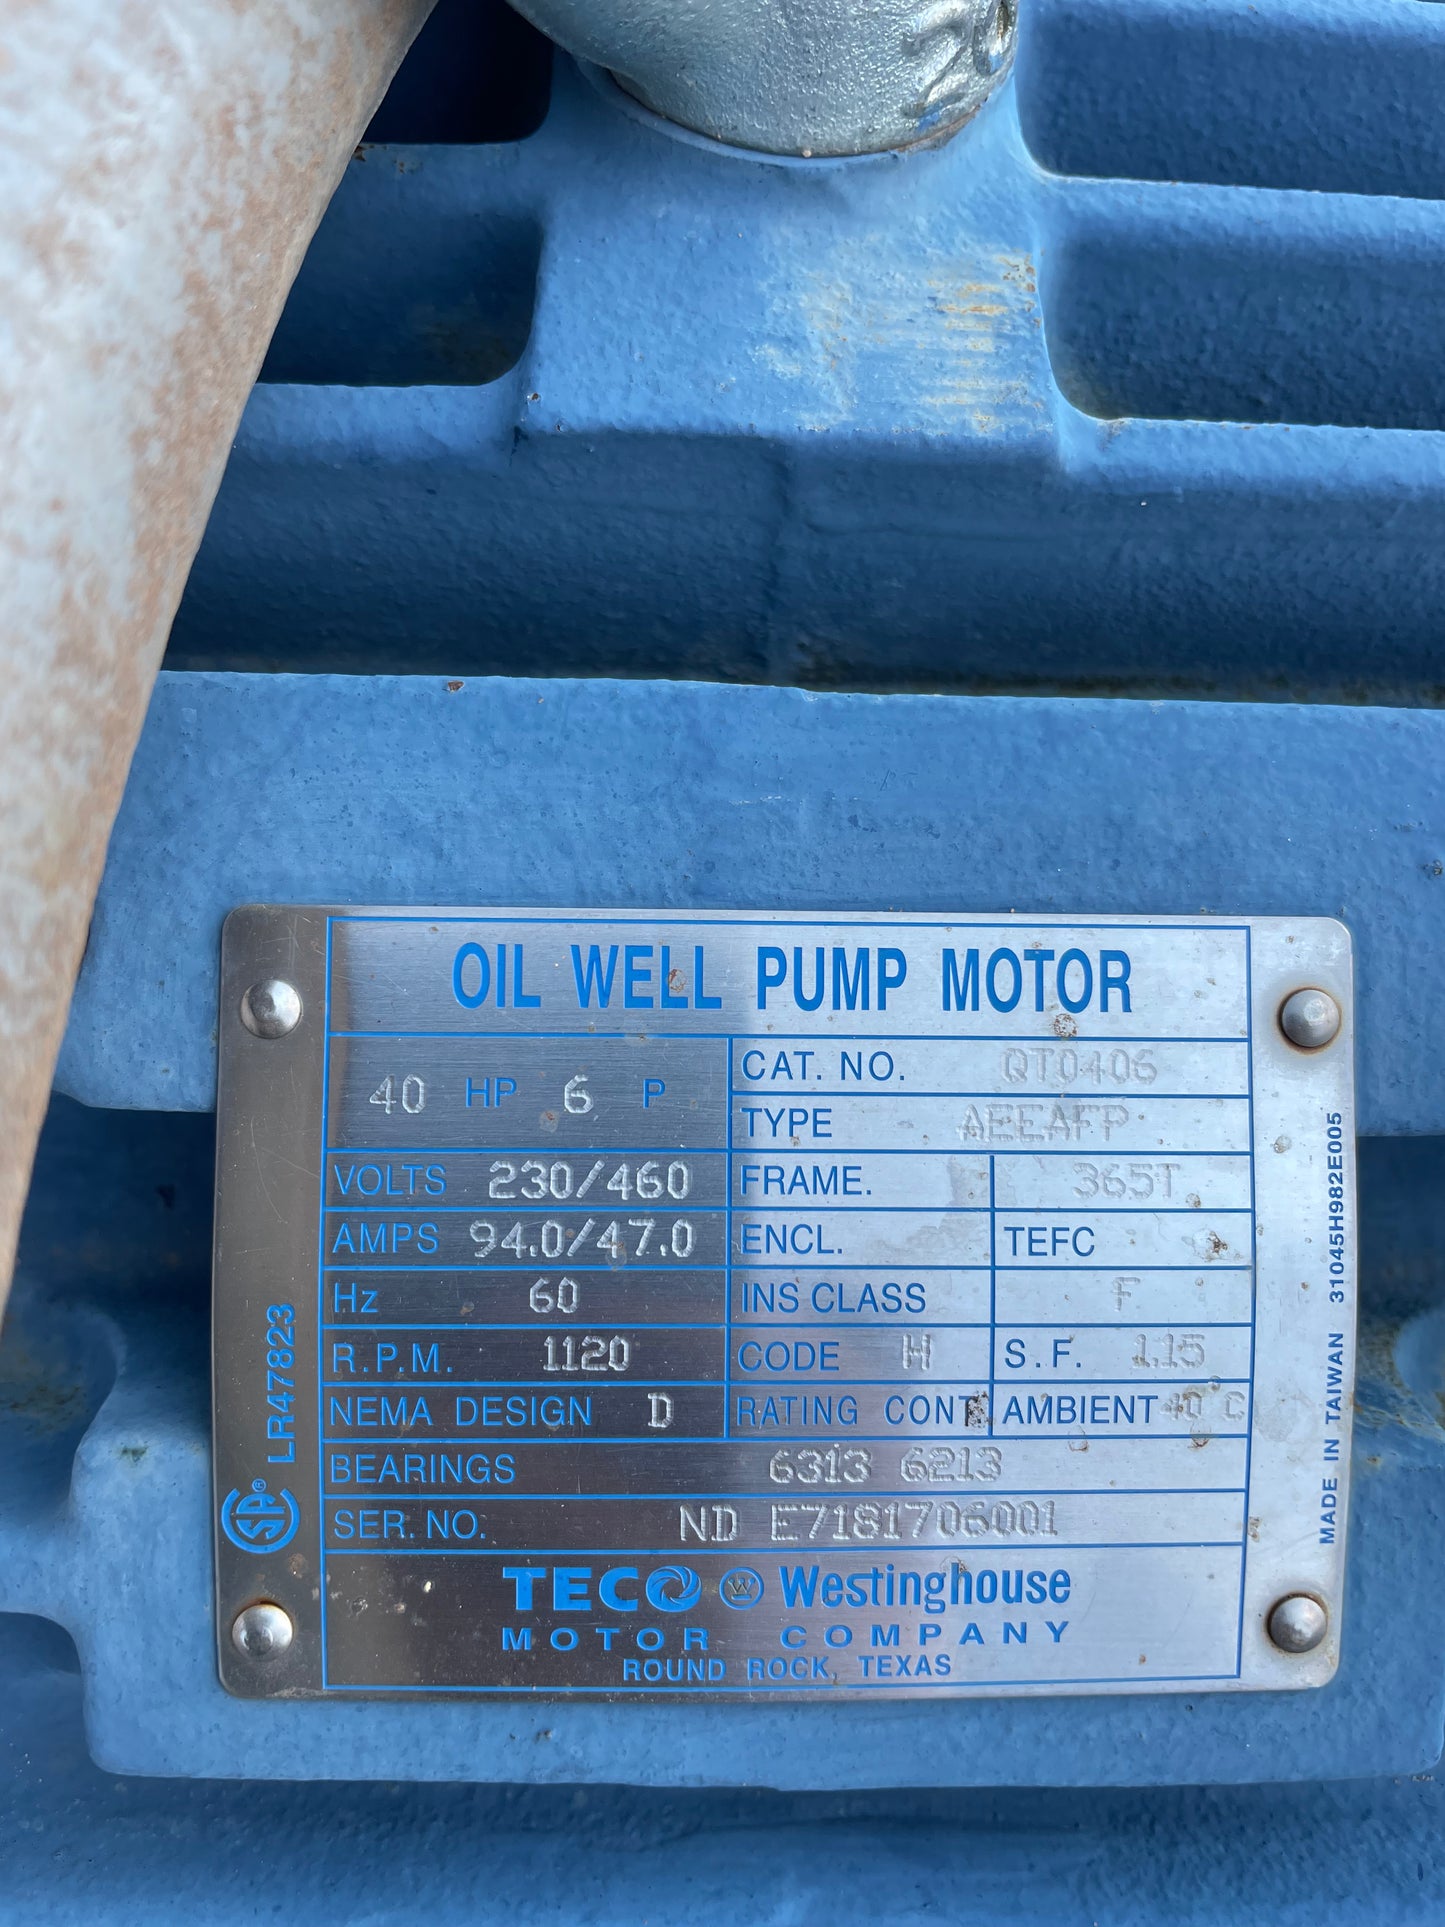 OIL WELL PUMP MOTOR
40 HP 6 P
CAT. NO. QT0406
TYPE AEEAFP
VOLTS 230/460
FRAME. 365T
AMPS 94.0/47.0
ENCL. TEFC
Hz 60
INS CLASS F
R.P.M. 1120
CODE H
S.F. 1.15
NEMA DESIGN D
RATING CONT
AMBIENT 40°C
BEARINGS 6313 6213
SER. NO. ND E7181706001
TECO W Westinghouse
MOTOR COMPANY
ROUND ROCK, TEXAS
SA® LR47823
MADE IN TAIWAN 31045H982E005